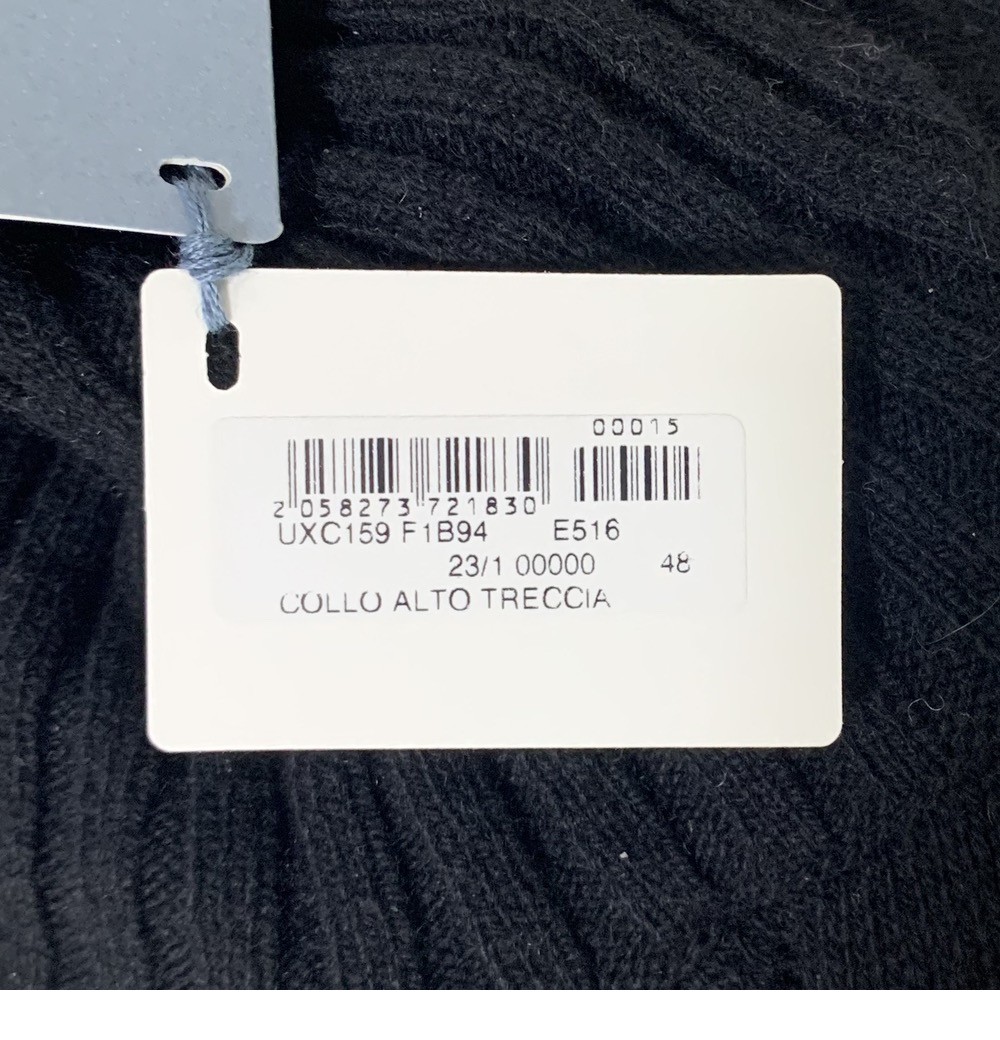 00015
2 058273 721830
UXC159 F1B94 E516
23/1 00000 48
COLLO ALTO TRECCIA